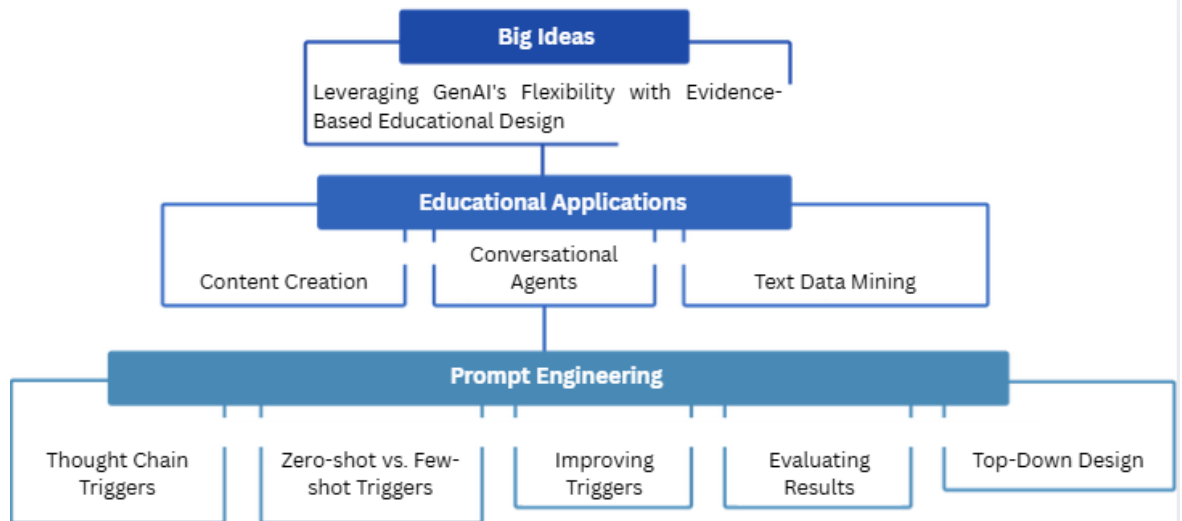 Big Ideas
Leveraging GenAI's Flexibility with Evidence-
Based Educational Design
Educational Applications
Content Creation
Conversational
Agents
Text Data Mining
Prompt Engineering
Thought Chain
Triggers
Zero-shot vs. Few-
shot Triggers
Improving
Triggers
Evaluating
Results
Top-Down Design